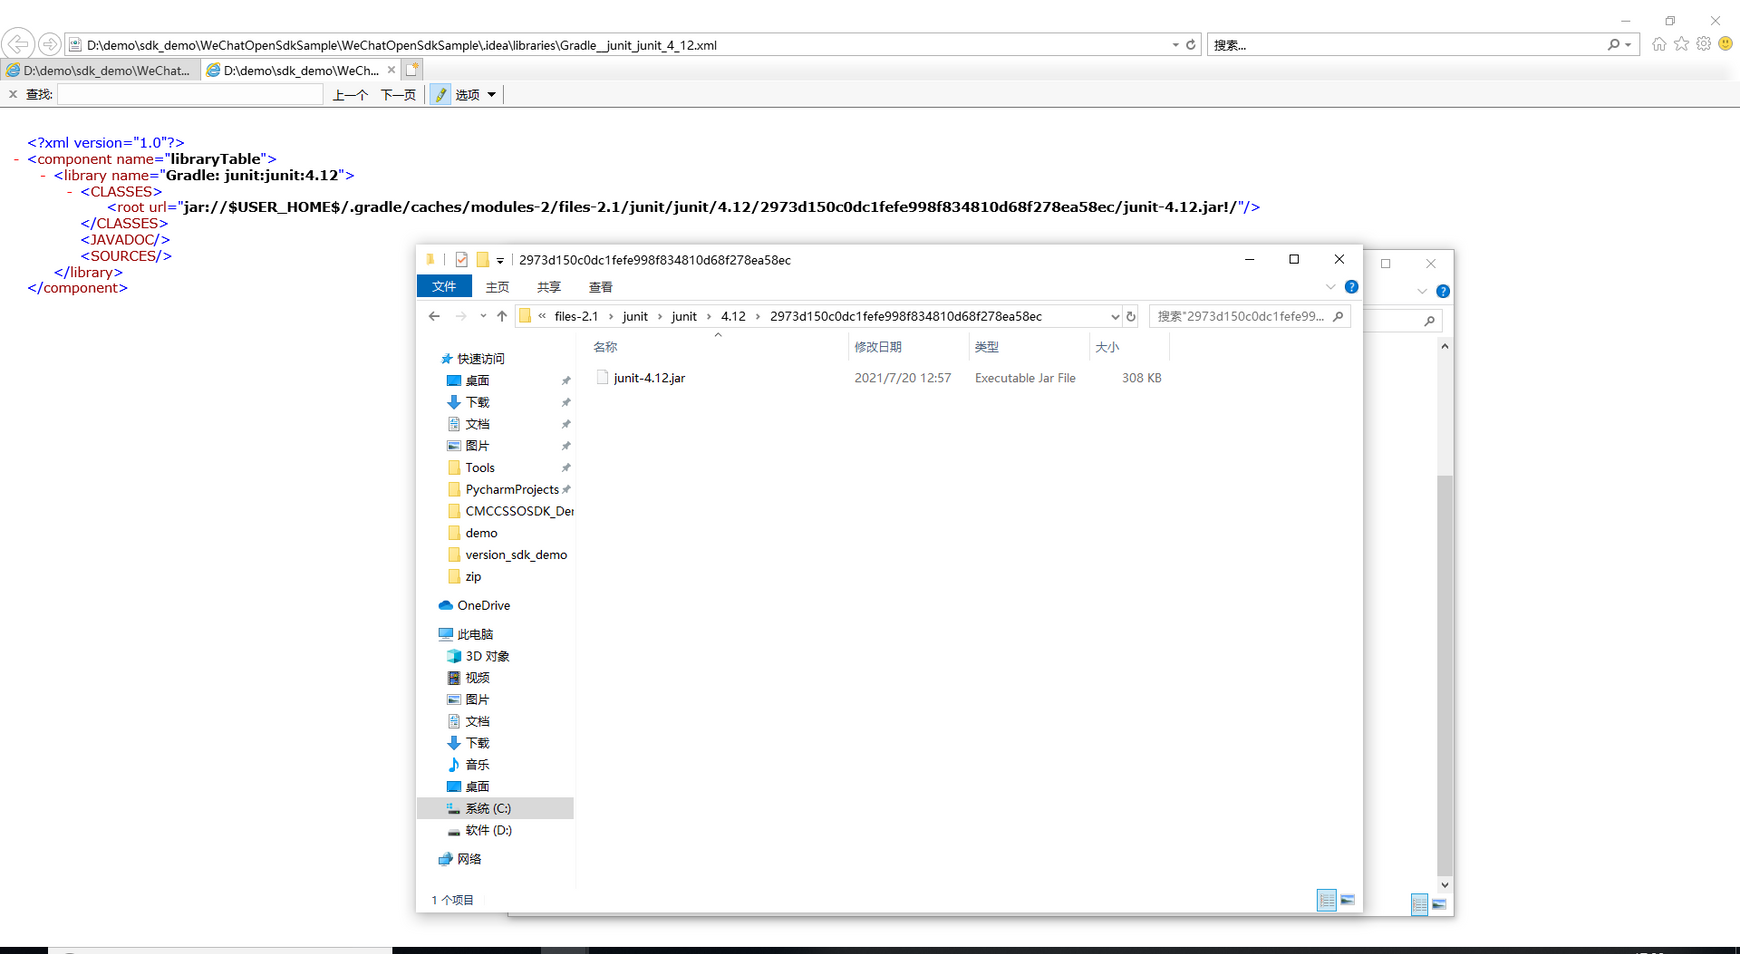 D:\demo\sdk_demo\WeChatOpenSdkSample\WeChatOpenSdkSample\.idea\libraries\Gradle__junit_junit_4_12.xml
搜索...
D:\demo\sdk_demo\WeChat...
D:\demo\sdk_demo\WeCh...
查找:
上一个 下一页 选项
<?xml version="1.0"?>
- <component name="libraryTable">
- <library name="Gradle: junit:junit:4.12">
- <CLASSES>
<root url="jar://$USER_HOME$/.gradle/caches/modules-2/files-2.1/junit/junit/4.12/2973d150c0dc1fefe998f834810d68f278ea58ec/junit-4.12.jar!/"/>
</CLASSES>
<JAVADOC/>
<SOURCES/>
</library>
</component>
2973d150c0dc1fefe998f834810d68f278ea58ec
文件 主页 共享 查看
« files-2.1 › junit › junit › 4.12 › 2973d150c0dc1fefe998f834810d68f278ea58ec
搜索"2973d150c0dc1fefe99...
名称 修改日期 类型 大小
junit-4.12.jar 2021/7/20 12:57 Executable Jar File 308 KB
快速访问
桌面
下载
文档
图片
Tools
PycharmProjects
CMCCSSOSDK_Der
demo
version_sdk_demo
zip
OneDrive
此电脑
3D 对象
视频
图片
文档
下载
音乐
桌面
系统 (C:)
软件 (D:)
网络
1 个项目